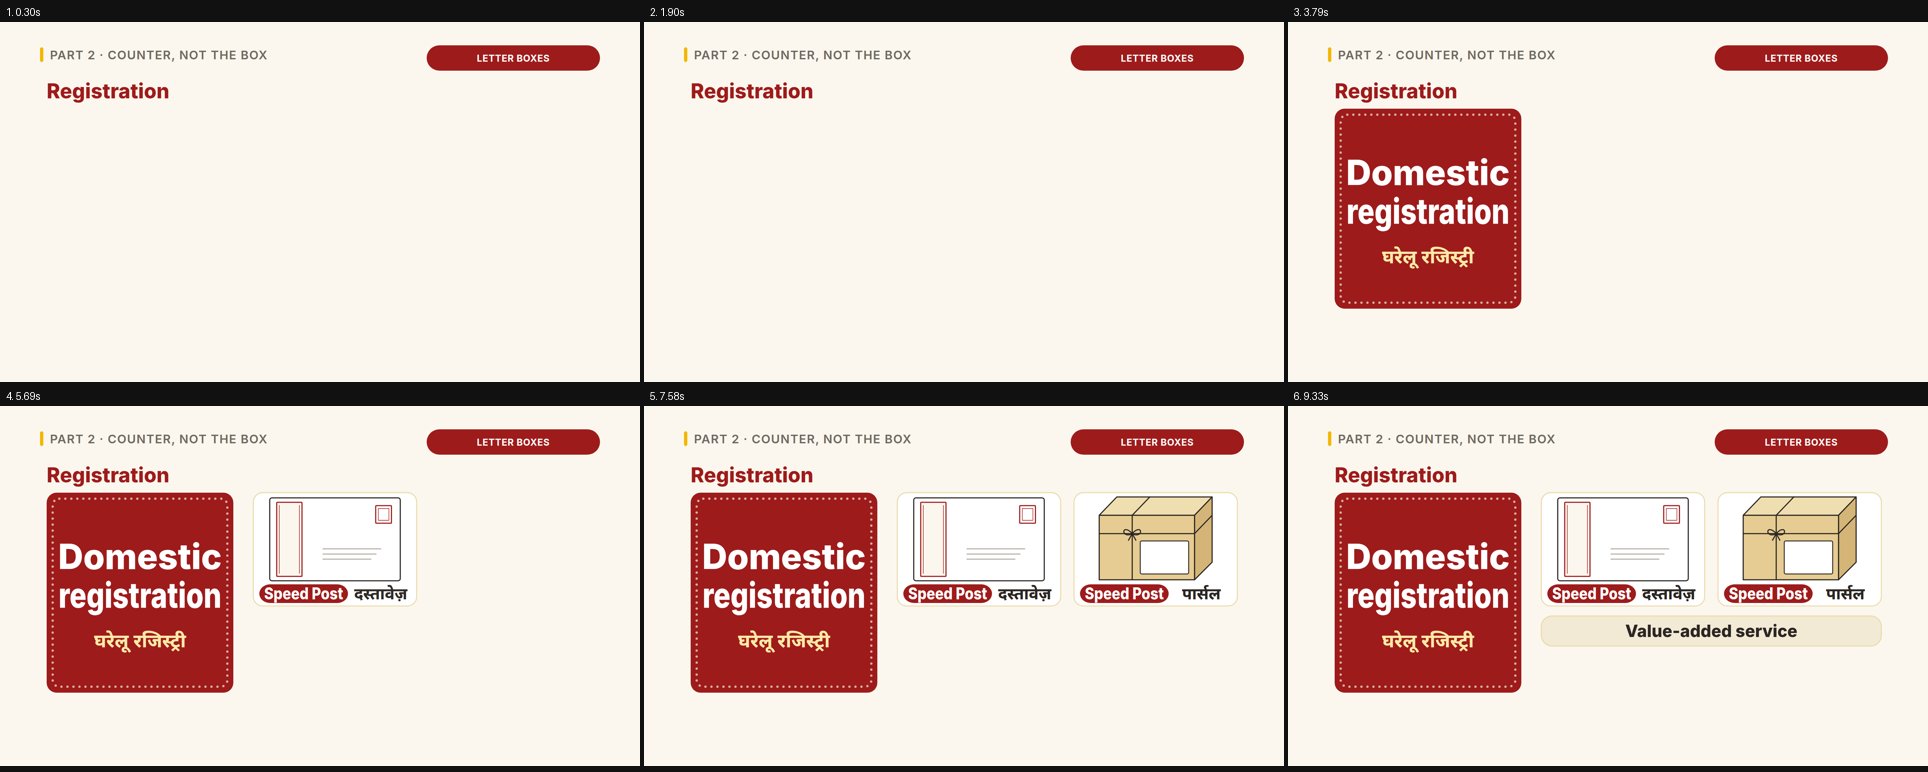 1. 0.30s
PART 2 · COUNTER, NOT THE BOX
LETTER BOXES
Registration
2. 1.90s
PART 2 · COUNTER, NOT THE BOX
LETTER BOXES
Registration
3. 3.79s
PART 2 · COUNTER, NOT THE BOX
LETTER BOXES
Registration
Domestic
registration
घरेलू रजिस्ट्री
4. 5.69s
PART 2 · COUNTER, NOT THE BOX
LETTER BOXES
Registration
Domestic
registration
घरेलू रजिस्ट्री
Speed Post दस्तावेज़
5. 7.58s
PART 2 · COUNTER, NOT THE BOX
LETTER BOXES
Registration
Domestic
registration
घरेलू रजिस्ट्री
Speed Post दस्तावेज़
Speed Post पार्सल
6. 9.33s
PART 2 · COUNTER, NOT THE BOX
LETTER BOXES
Registration
Domestic
registration
घरेलू रजिस्ट्री
Speed Post दस्तावेज़
Speed Post पार्सल
Value-added service